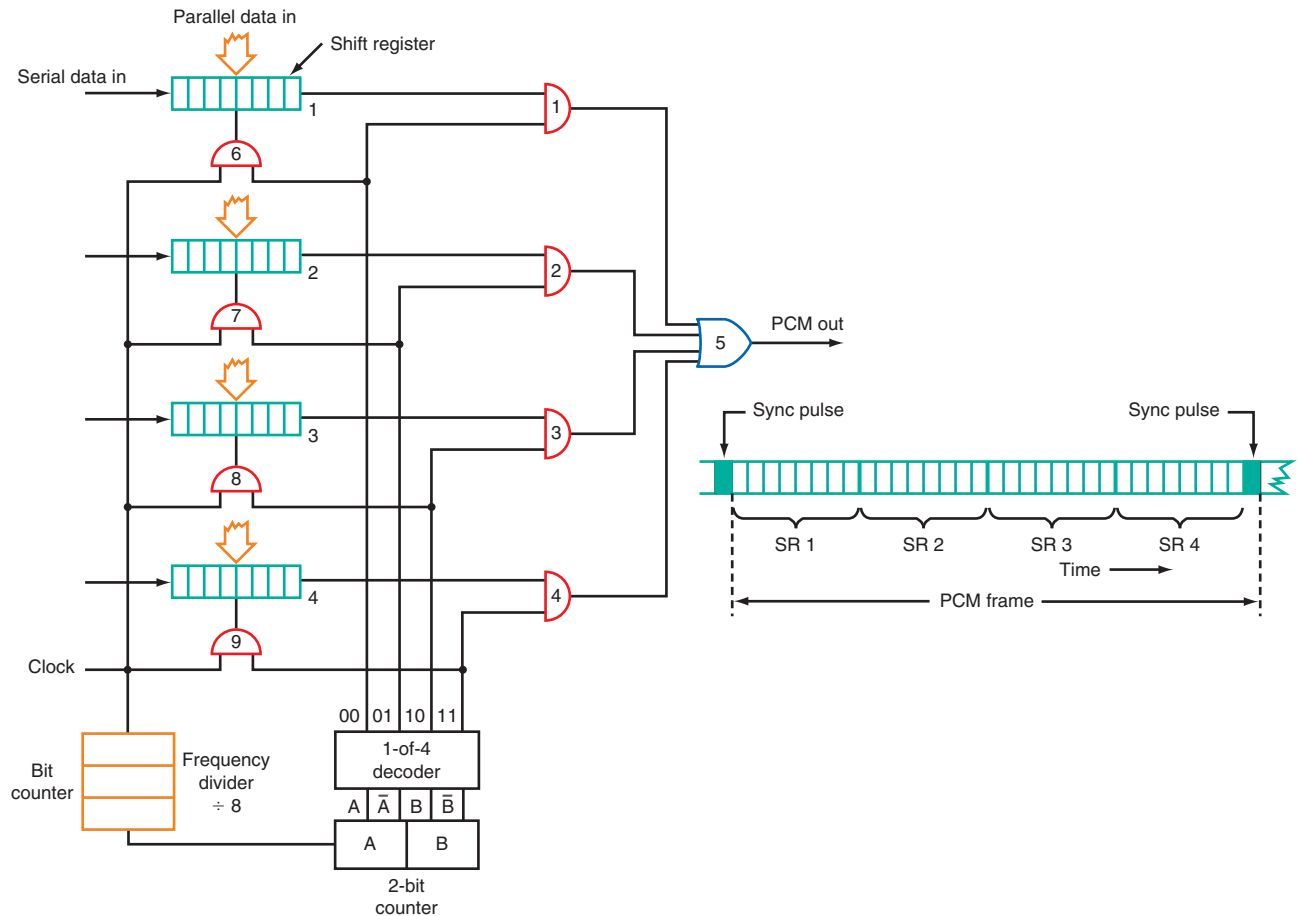 Parallel data in
Shift register
Serial data in
1
1
6
2
2
7
5
PCM out
3
3
8
4
4
9
Clock
Sync pulse
Sync pulse
SR 1
SR 2
SR 3
SR 4
Time
PCM frame
00
01
10
11
1-of-4
decoder
Bit
counter
Frequency
divider
÷ 8
A
A̅
B
B̅
A
B
2-bit
counter